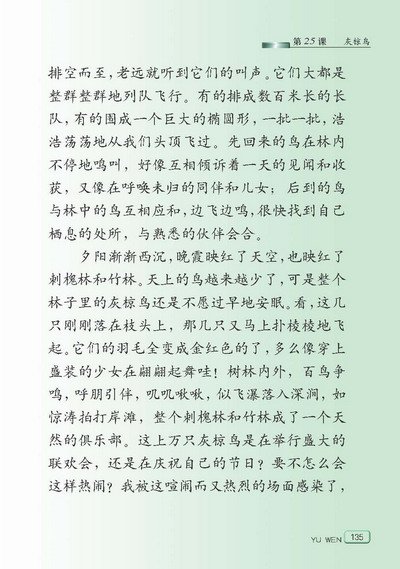 第25课 灰椋鸟
排空而至，老远就听到它们的叫声。它们大都是
整群整群地列队飞行。有的排成数百米长的长
队，有的围成一个巨大的椭圆形，一批一批，浩
浩荡荡地从我们头顶飞过。先回来的鸟在林内
不停地鸣叫，好像互相倾诉着一天的见闻和收
获，又像在呼唤未归的同伴和儿女；后到的鸟
与林中的鸟互相应和，边飞边鸣，很快找到自己
栖息的处所，与熟悉的伙伴会合。
夕阳渐渐西沉，晚霞映红了天空，也映红了
刺槐林和竹林。天上的鸟越来越少了，可是整个
林子里的灰椋鸟还是不愿过早地安眠。看，这几
只刚刚落在枝头上，那几只又马上扑棱棱地飞
起。它们的羽毛全变成金红色的了，多么像穿上
盛装的少女在翩翩起舞哇！树林内外，百鸟争
鸣，呼朋引伴，叽叽啾啾，似飞瀑落入深涧，如
惊涛拍打岸滩，整个刺槐林和竹林成了一个天
然的俱乐部。这上万只灰椋鸟是在举行盛大的
联欢会，还是在庆祝自己的节日？要不怎么会
这样热闹？我被这喧闹而又热烈的场面感染了，
YU WEN 135